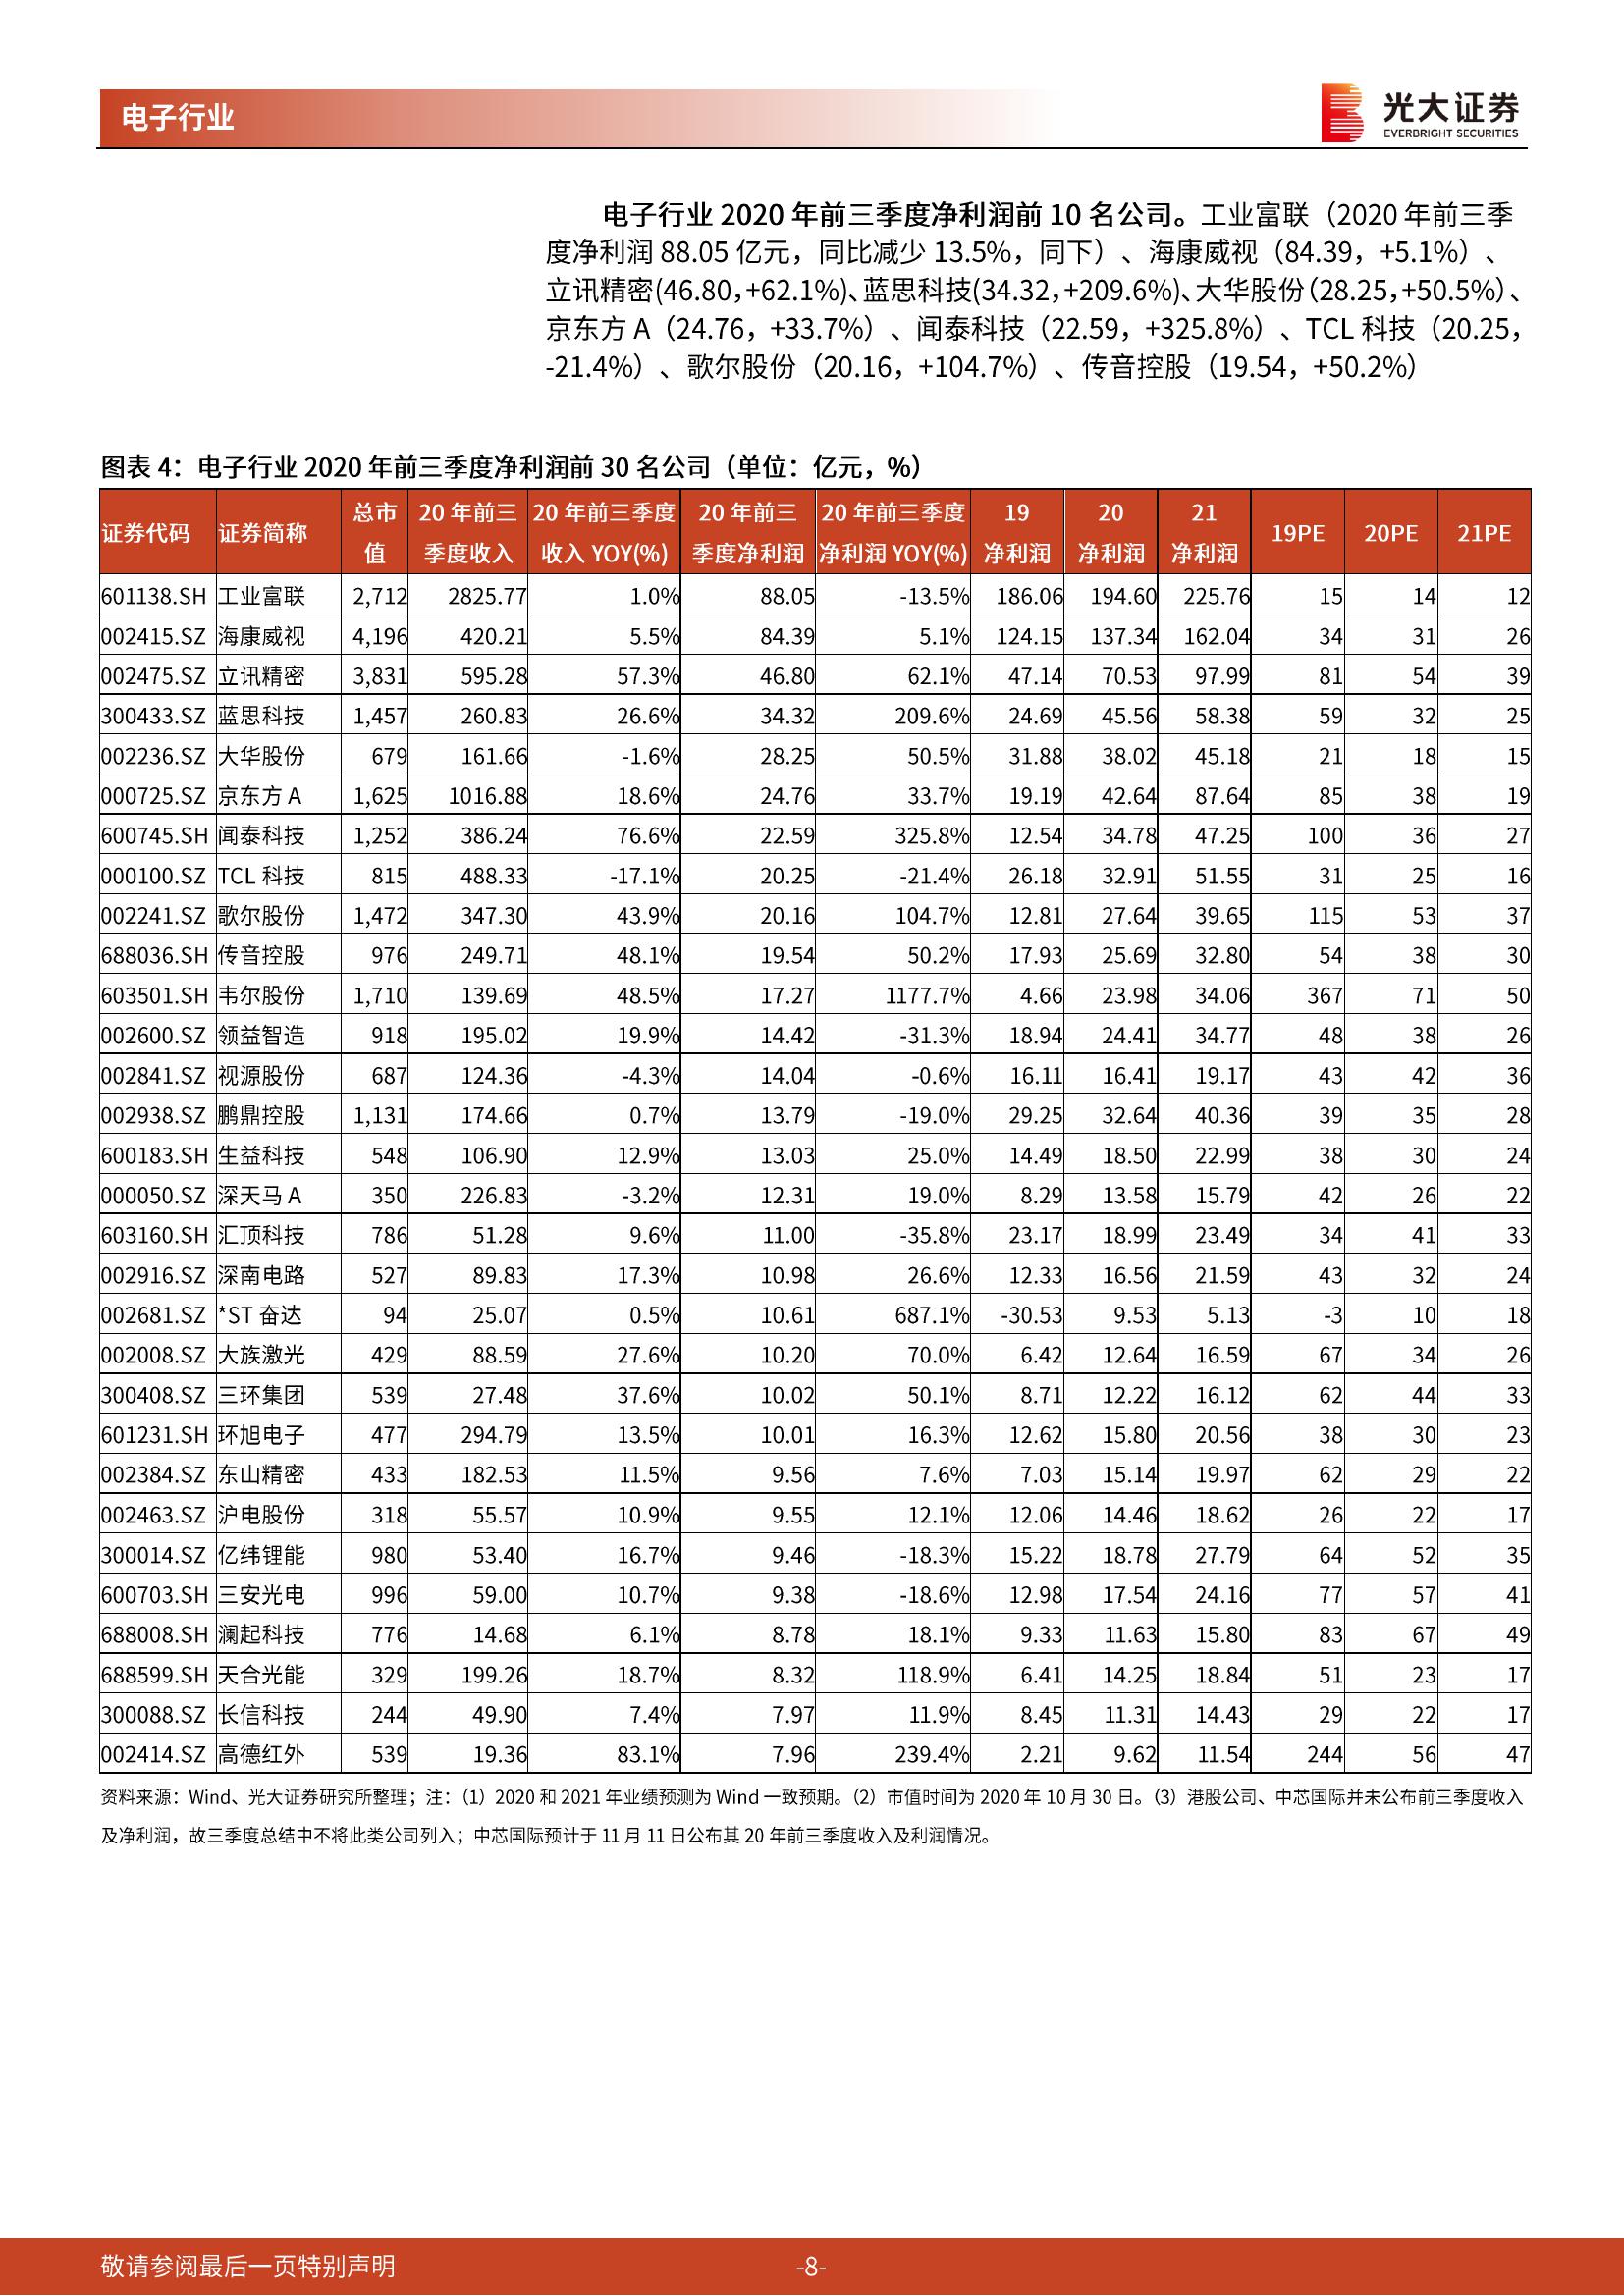 电子行业
光大证券
EVERBRIGHT SECURITIES
电子行业 2020 年前三季度净利润前 10 名公司。工业富联（2020 年前三季
度净利润 88.05 亿元，同比减少 13.5%，同下）、海康威视（84.39，+5.1%）、
立讯精密(46.80，+62.1%)、蓝思科技(34.32，+209.6%)、大华股份（28.25，+50.5%）、
京东方 A（24.76，+33.7%）、闻泰科技（22.59，+325.8%）、TCL 科技（20.25，
-21.4%）、歌尔股份（20.16，+104.7%）、传音控股（19.54，+50.2%）
图表 4：电子行业 2020 年前三季度净利润前 30 名公司（单位：亿元，%）
证券代码 证券简称 总市值 20 年前三季度收入 20 年前三季度收入 YOY(%) 20 年前三季度净利润 20 年前三季度净利润 YOY(%) 19 净利润 20 净利润 21 净利润 19PE 20PE 21PE
601138.SH 工业富联 2,712 2825.77 1.0% 88.05 -13.5% 186.06 194.60 225.76 15 14 12
002415.SZ 海康威视 4,196 420.21 5.5% 84.39 5.1% 124.15 137.34 162.04 34 31 26
002475.SZ 立讯精密 3,831 595.28 57.3% 46.80 62.1% 47.14 70.53 97.99 81 54 39
300433.SZ 蓝思科技 1,457 260.83 26.6% 34.32 209.6% 24.69 45.56 58.38 59 32 25
002236.SZ 大华股份 679 161.66 -1.6% 28.25 50.5% 31.88 38.02 45.18 21 18 15
000725.SZ 京东方 A 1,625 1016.88 18.6% 24.76 33.7% 19.19 42.64 87.64 85 38 19
600745.SH 闻泰科技 1,252 386.24 76.6% 22.59 325.8% 12.54 34.78 47.25 100 36 27
000100.SZ TCL 科技 815 488.33 -17.1% 20.25 -21.4% 26.18 32.91 51.55 31 25 16
002241.SZ 歌尔股份 1,472 347.30 43.9% 20.16 104.7% 12.81 27.64 39.65 115 53 37
688036.SH 传音控股 976 249.71 48.1% 19.54 50.2% 17.93 25.69 32.80 54 38 30
603501.SH 韦尔股份 1,710 139.69 48.5% 17.27 1177.7% 4.66 23.98 34.06 367 71 50
002600.SZ 领益智造 918 195.02 19.9% 14.42 -31.3% 18.94 24.41 34.77 48 38 26
002841.SZ 视源股份 687 124.36 -4.3% 14.04 -0.6% 16.11 16.41 19.17 43 42 36
002938.SZ 鹏鼎控股 1,131 174.66 0.7% 13.79 -19.0% 29.25 32.64 40.36 39 35 28
600183.SH 生益科技 548 106.90 12.9% 13.03 25.0% 14.49 18.50 22.99 38 30 24
000050.SZ 深天马 A 350 226.83 -3.2% 12.31 19.0% 8.29 13.58 15.79 42 26 22
603160.SH 汇顶科技 786 51.28 9.6% 11.00 -35.8% 23.17 18.99 23.49 34 41 33
002916.SZ 深南电路 527 89.83 17.3% 10.98 26.6% 12.33 16.56 21.59 43 32 24
002681.SZ *ST 奋达 94 25.07 0.5% 10.61 687.1% -30.53 9.53 5.13 -3 10 18
002008.SZ 大族激光 429 88.59 27.6% 10.20 70.0% 6.42 12.64 16.59 67 34 26
300408.SZ 三环集团 539 27.48 37.6% 10.02 50.1% 8.71 12.22 16.12 62 44 33
601231.SH 环旭电子 477 294.79 13.5% 10.01 16.3% 12.62 15.80 20.56 38 30 23
002384.SZ 东山精密 433 182.53 11.5% 9.56 7.6% 7.03 15.14 19.97 62 29 22
002463.SZ 沪电股份 318 55.57 10.9% 9.55 12.1% 12.06 14.46 18.62 26 22 17
300014.SZ 亿纬锂能 980 53.40 16.7% 9.46 -18.3% 15.22 18.78 27.79 64 52 35
600703.SH 三安光电 996 59.00 10.7% 9.38 -18.6% 12.98 17.54 24.16 77 57 41
688008.SH 澜起科技 776 14.68 6.1% 8.78 18.1% 9.33 11.63 15.80 83 67 49
688599.SH 天合光能 329 199.26 18.7% 8.32 118.9% 6.41 14.25 18.84 51 23 17
300088.SZ 长信科技 244 49.90 7.4% 7.97 11.9% 8.45 11.31 14.43 29 22 17
002414.SZ 高德红外 539 19.36 83.1% 7.96 239.4% 2.21 9.62 11.54 244 56 47
资料来源：Wind、光大证券研究所整理；注：（1）2020 和 2021 年业绩预测为 Wind 一致预期。（2）市值时间为 2020 年 10 月 30 日。（3）港股公司、中芯国际并未公布前三季度收入
及净利润，故三季度总结中不将此类公司列入；中芯国际预计于 11 月 11 日公布其 20 年前三季度收入及利润情况。
敬请参阅最后一页特别声明
-8-